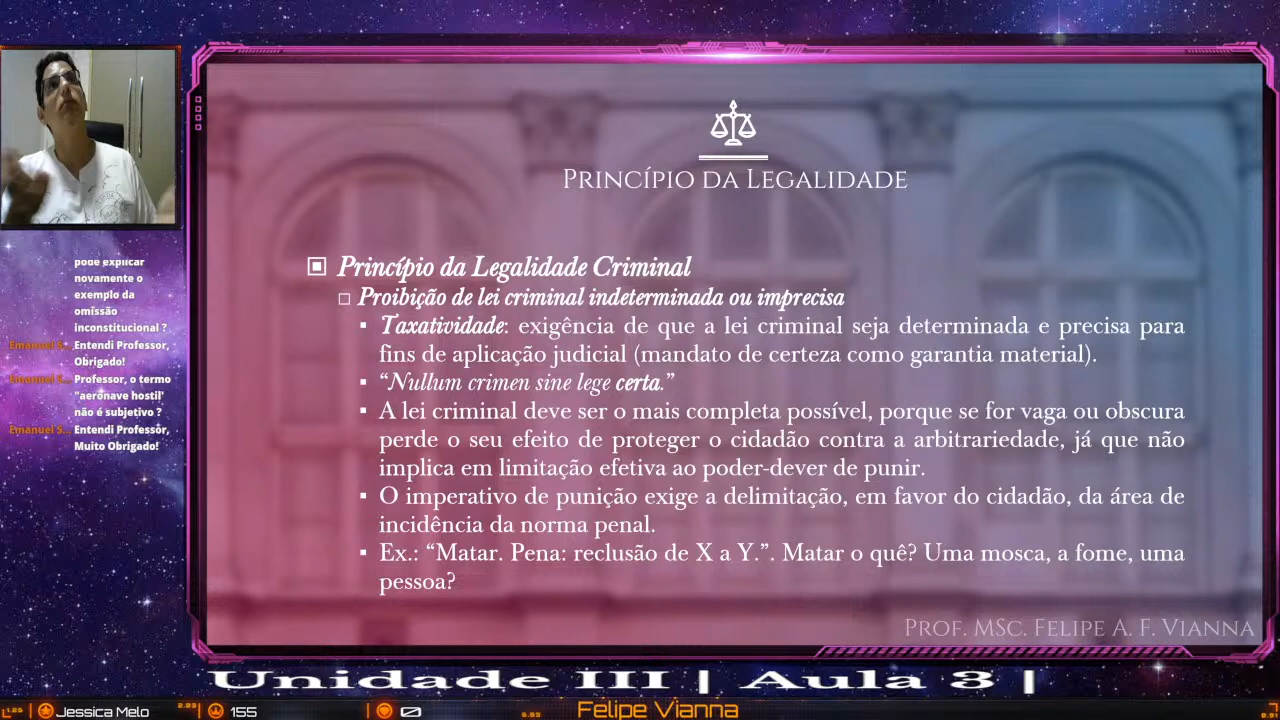 Princípio da Legalidade
Princípio da Legalidade Criminal
Proibição de lei criminal indeterminada ou imprecisa
Taxatividade: exigência de que a lei criminal seja determinada e precisa para
fins de aplicação judicial (mandato de certeza como garantia material).
“Nullum crimen sine lege certa.”
A lei criminal deve ser o mais completa possível, porque se for vaga ou obscura
perde o seu efeito de proteger o cidadão contra a arbitrariedade, já que não
implica em limitação efetiva ao poder-dever de punir.
O imperativo de punição exige a delimitação, em favor do cidadão, da área de
incidência da norma penal.
Ex.: “Matar. Pena: reclusão de X a Y.”. Matar o quê? Uma mosca, a fome, uma
pessoa?
Prof. MSc. Felipe A. F. Vianna
pode explicar
novamente o
exemplo da
omissão
inconstitucional ?
Emanuel S... Entendi Professor,
Obrigado!
Emanuel S... Professor, o termo
"aeronave hostil"
não é subjetivo ?
Emanuel S... Entendi Professor,
Muito Obrigado!
Unidade III | Aula 3 |
Jessica Melo 155 0 Felipe Vianna